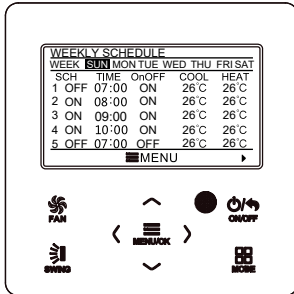 WEEKLY SCHEDULE
WEEK SUN MON TUE WED THU FRI SAT
SCH TIME OnOFF COOL HEAT
1 OFF 07:00 ON 26°C 26°C
2 ON 08:00 ON 26°C 26°C
3 ON 09:00 ON 26°C 26°C
4 ON 10:00 ON 26°C 26°C
5 OFF 07:00 OFF 26°C 26°C
MENU
FAN
ON/OFF
MENU/OK
SWING
MODE